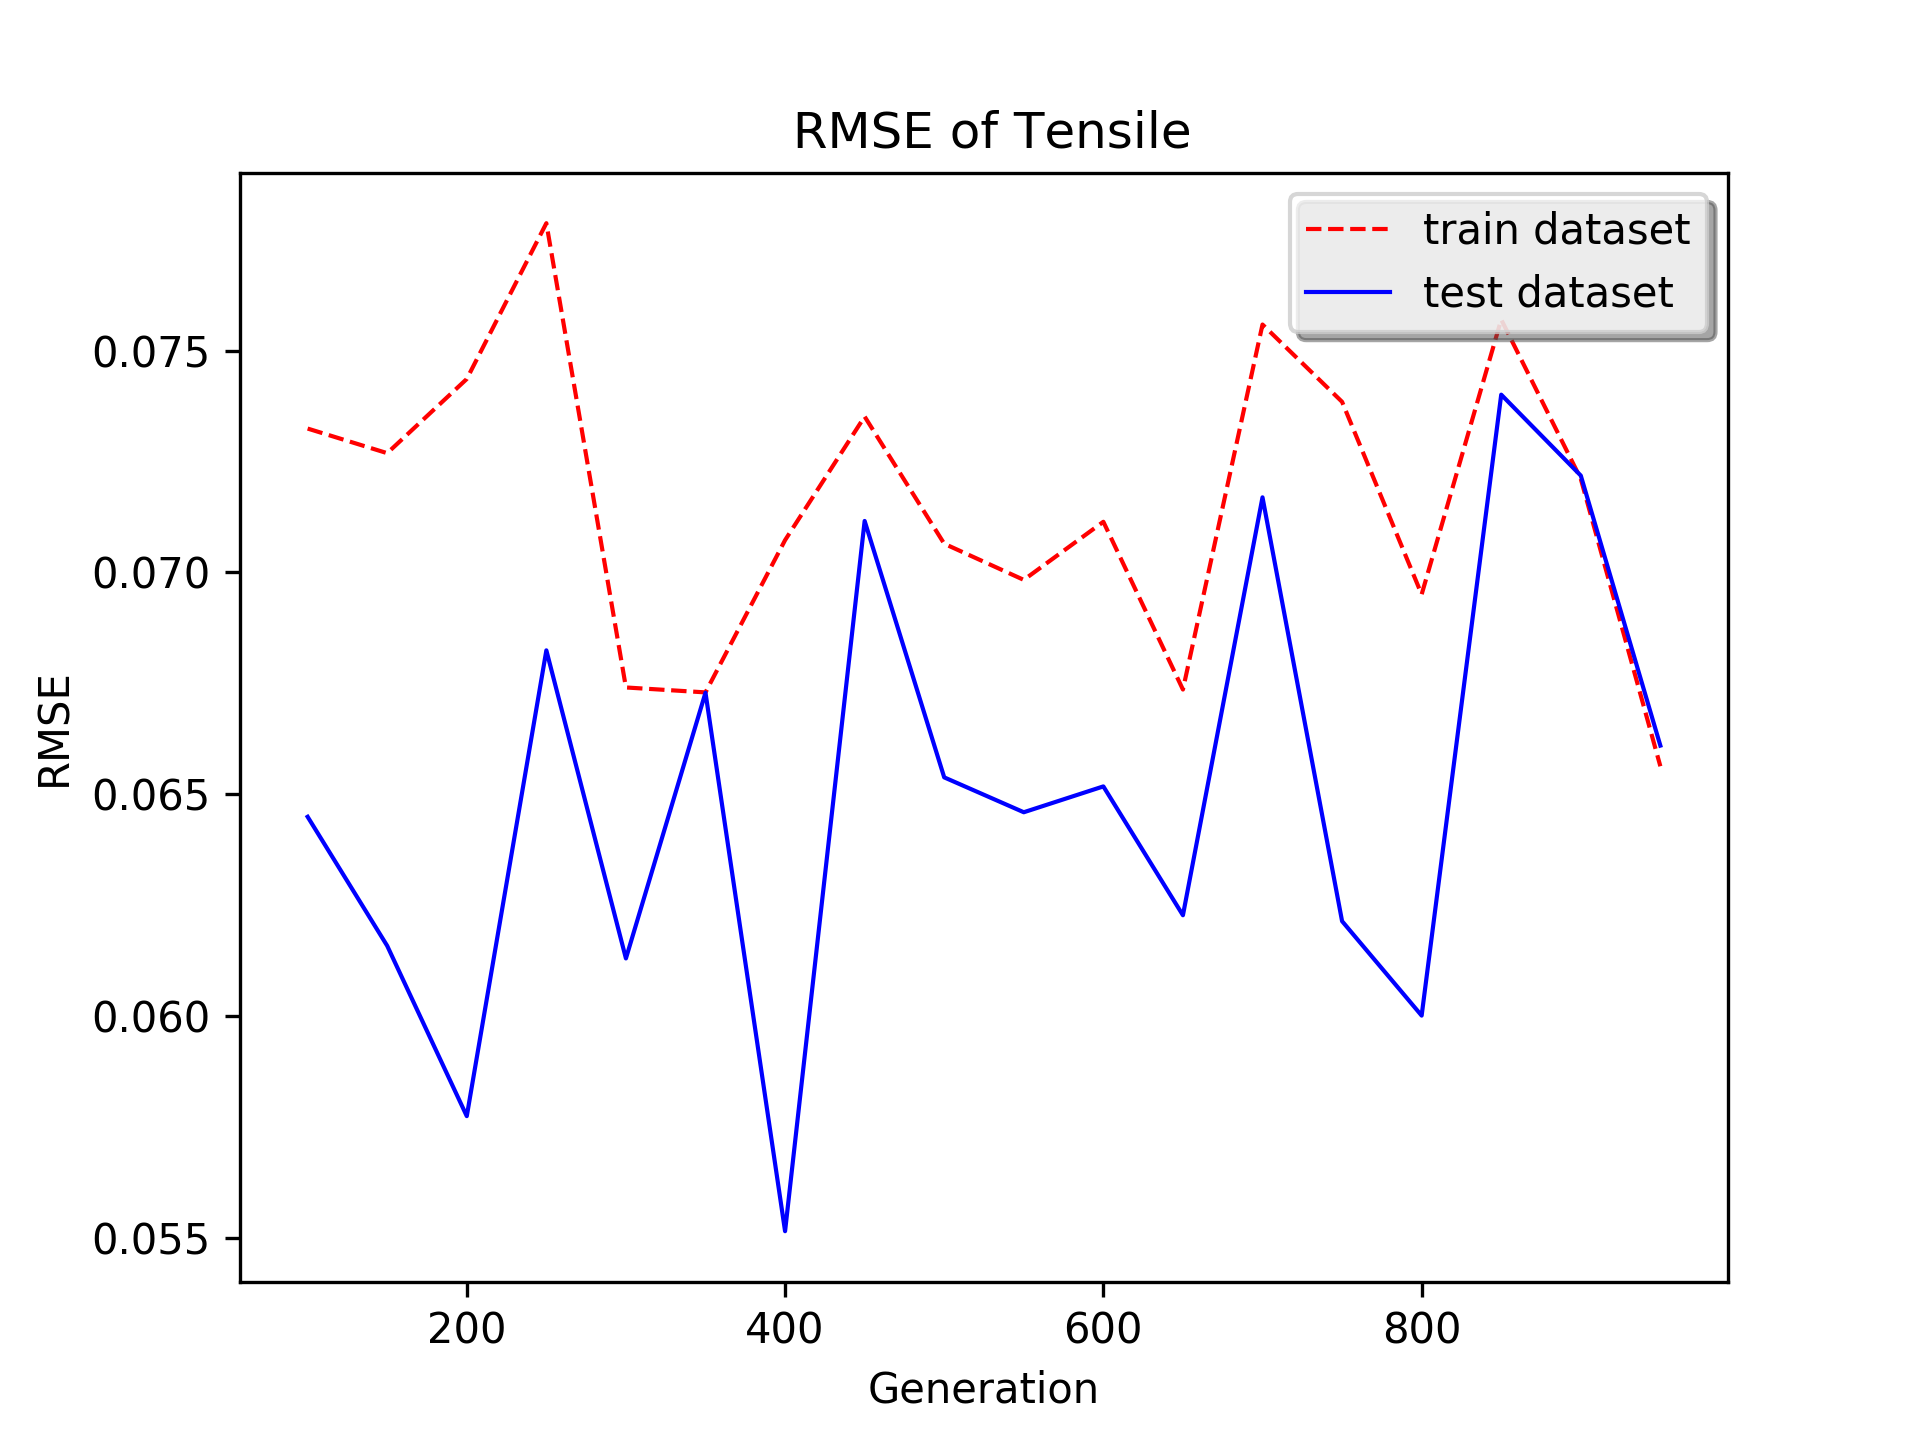 RMSE of Tensile
train dataset
test dataset
0.075
0.070
0.065
0.060
0.055
RMSE
200 400 600 800
Generation